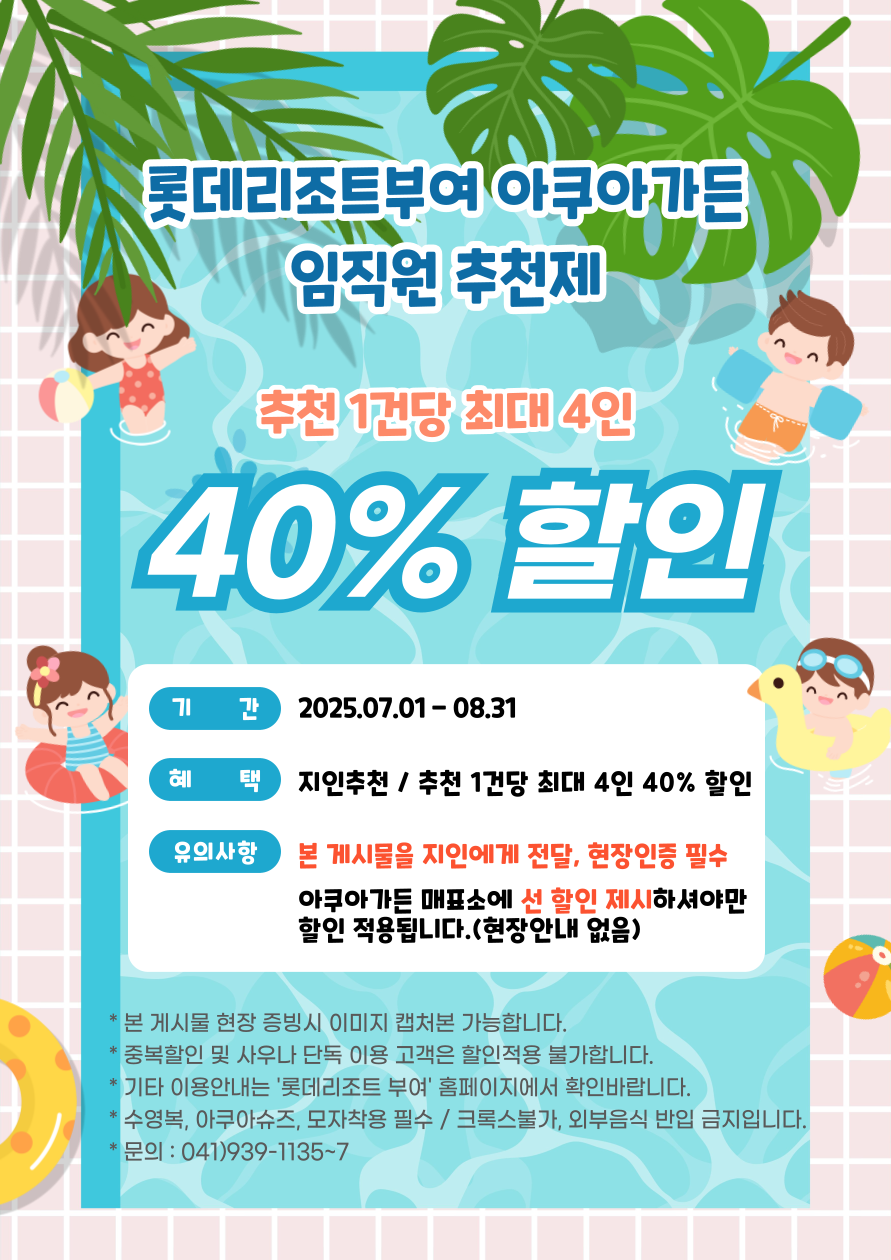 롯데리조트부여 아쿠아가든
임직원 추천제
추천 1건당 최대 4인
40% 할인
기 간 2025.07.01 - 08.31
혜 택 지인추천 / 추천 1건당 최대 4인 40% 할인
유의사항 본 게시물을 지인에게 전달, 현장인증 필수
아쿠아가든 매표소에 선 할인 제시하셔야만
할인 적용됩니다.(현장안내 없음)
* 본 게시물 현장 증빙시 이미지 캡처본 가능합니다.
* 중복할인 및 사우나 단독 이용 고객은 할인적용 불가합니다.
* 기타 이용안내는 '롯데리조트 부여' 홈페이지에서 확인바랍니다.
* 수영복, 아쿠아슈즈, 모자착용 필수 / 크록스불가, 외부음식 반입 금지입니다.
* 문의 : 041)939-1135~7